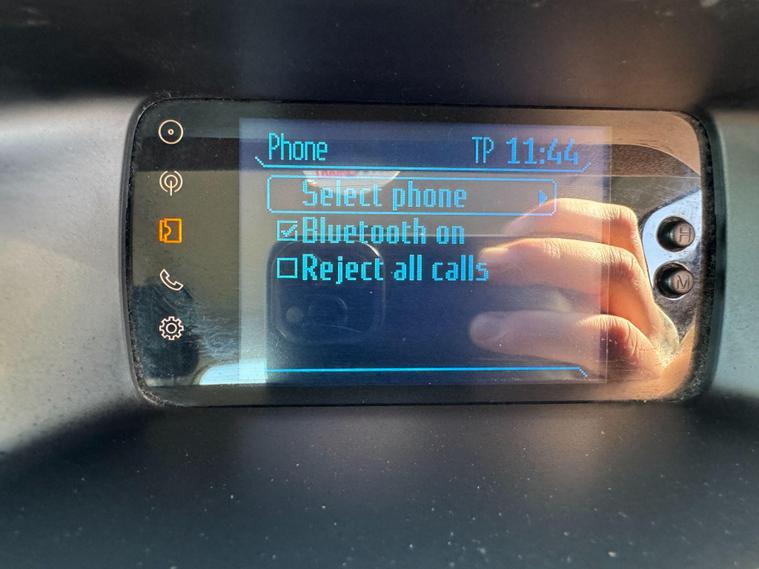 Phone TP 11:44
Select phone
Bluetooth on
Reject all calls
H
M